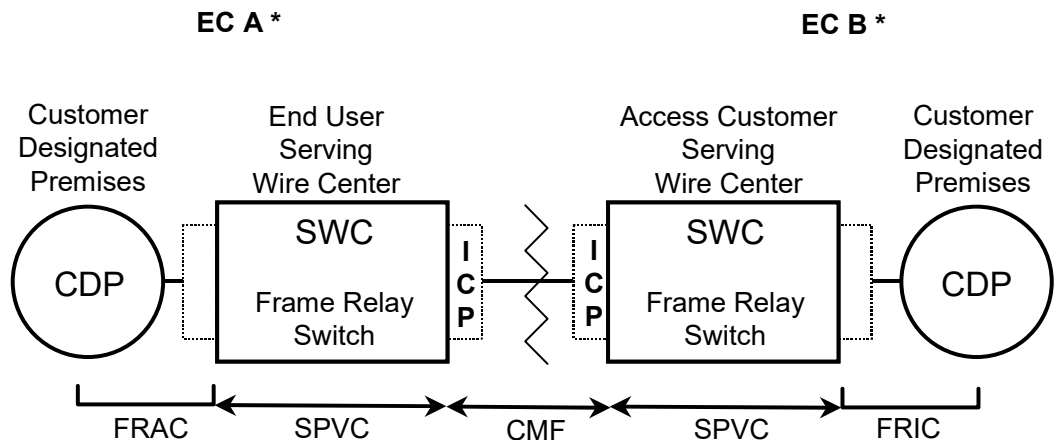 EC A *
EC B *
Customer
Designated
Premises
End User
Serving
Wire Center
Access Customer
Serving
Wire Center
Customer
Designated
Premises
CDP
SWC
Frame Relay
Switch
I
C
P
I
C
P
SWC
Frame Relay
Switch
CDP
FRAC
SPVC
CMF
SPVC
FRIC